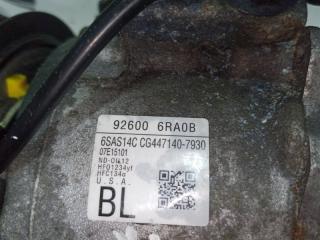 92600 6RA0B
6SAS14C CG447140-7930
07E15101
ND-OIL12
HFO1234yf
HFC134a
U.S.A.
BL